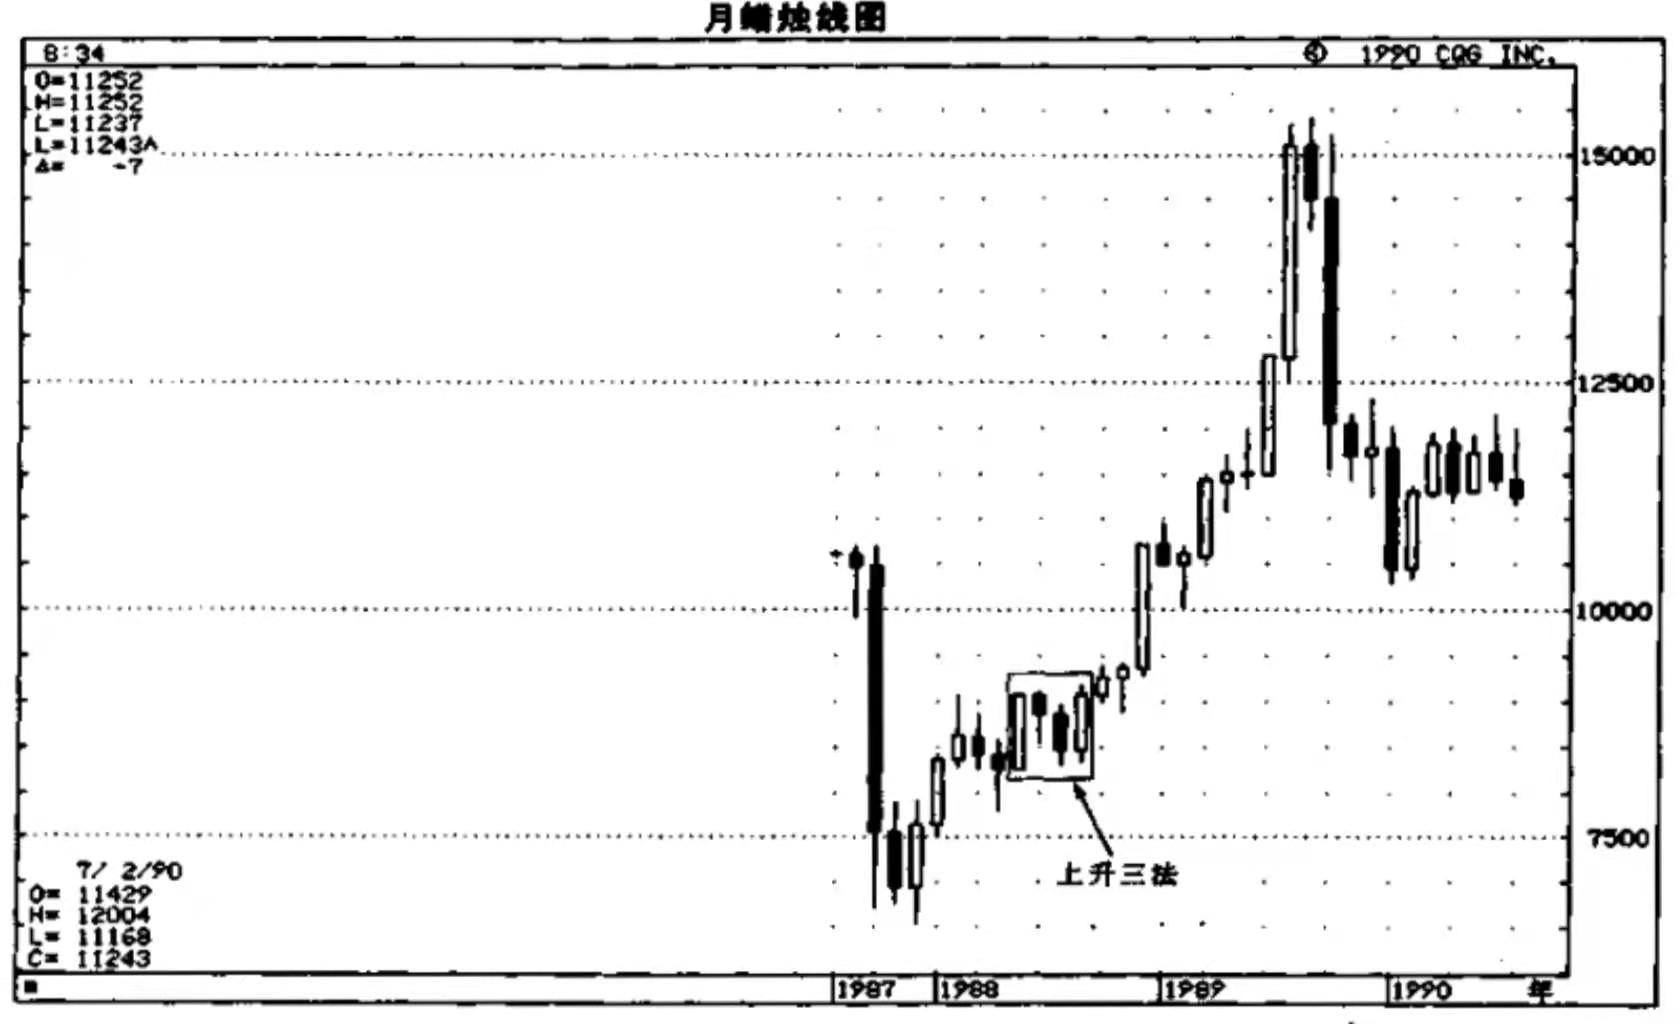 月蜡烛线图
8:34 © 1990 CQG INC.
O=11252
H=11252
L=11237
L=11243A
Δ= -7
15000
12500
10000
7500
上升三法
7/ 2/90
O= 11429
H= 12004
L= 11168
C= 11243
1987 1988 1989 1990 年